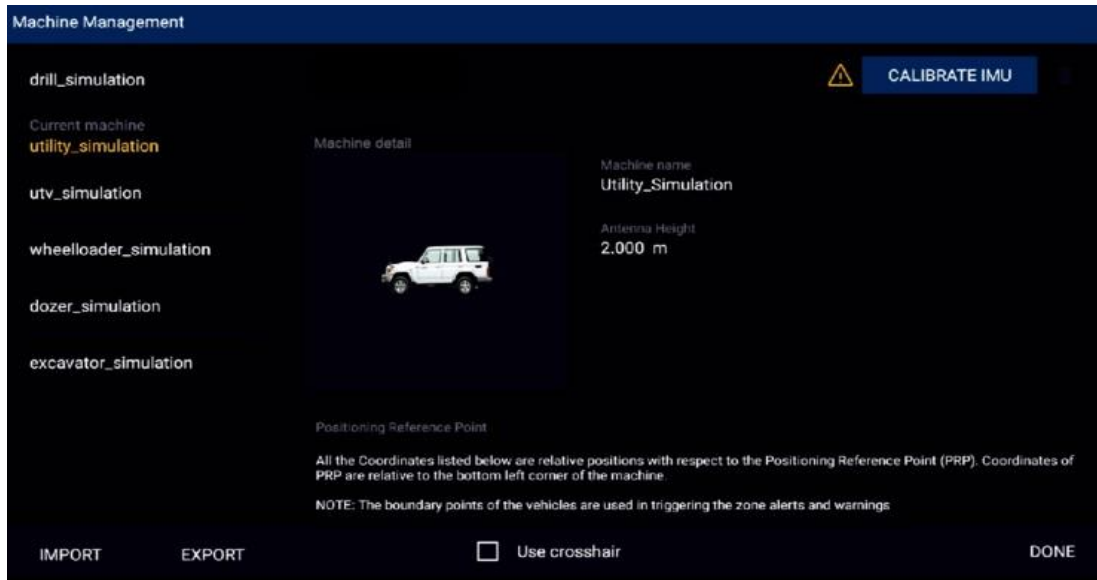 Machine Management
drill_simulation
CALIBRATE IMU
Current machine
utility_simulation
utv_simulation
wheelloader_simulation
dozer_simulation
excavator_simulation
Machine detail
Machine name
Utility_Simulation
Antenna Height
2.000 m
Positioning Reference Point
All the Coordinates listed below are relative positions with respect to the Positioning Reference Point (PRP). Coordinates of
PRP are relative to the bottom left corner of the machine.
NOTE: The boundary points of the vehicles are used in triggering the zone alerts and warnings
IMPORT
EXPORT
Use crosshair
DONE